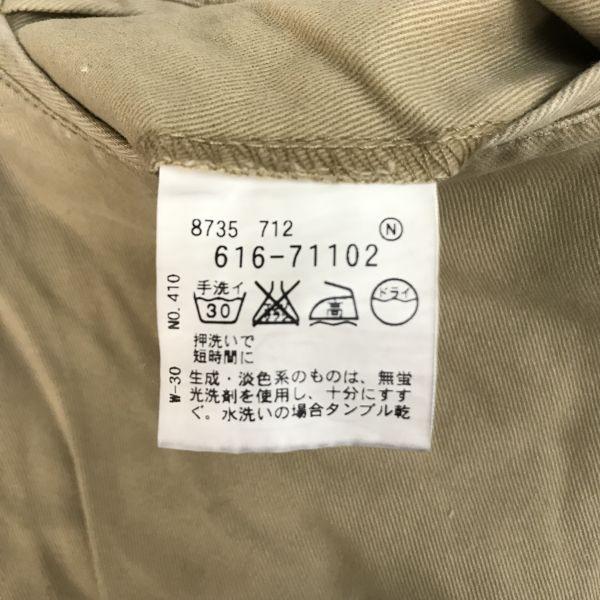 8735 712 Ⓝ
616-71102
手洗イ
30
高
ドライ
押洗いで
短時間に
生成・淡色系のものは、無蛍
光洗剤を使用し、十分にすす
ぐ。水洗いの場合タンブル乾
W-30 NO.410